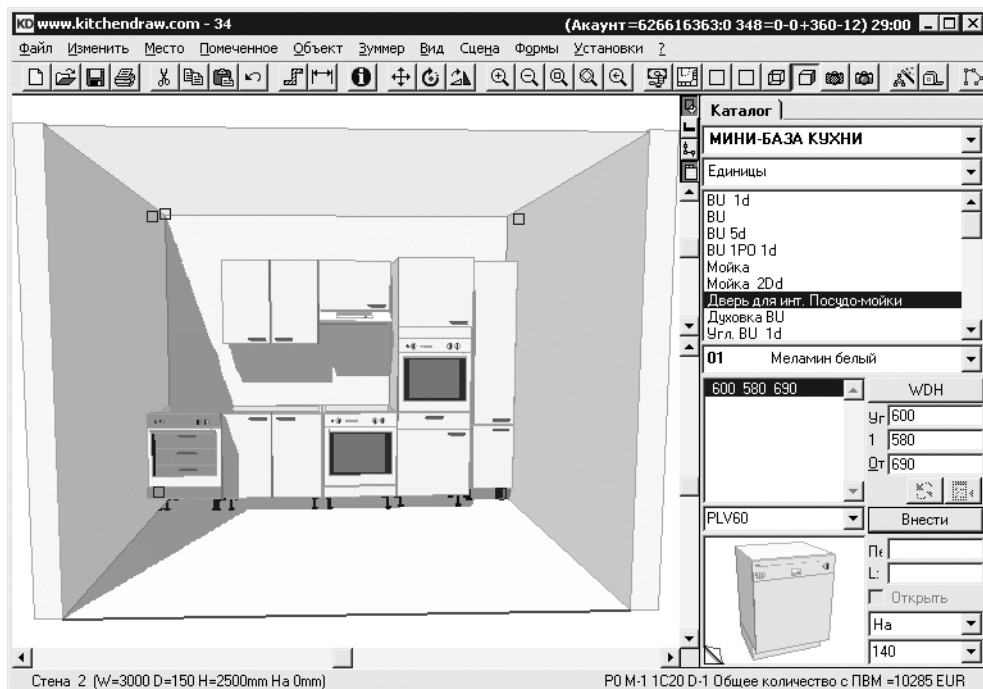 www.kitchendraw.com - 34 (Акаунт=626616363:0 348=0-0+360-12) 29:00
Файл Изменить Место Помеченное Объект Зуммер Вид Сцена Формы Установки ?
Каталог
МИНИ-БАЗА КУХНИ
Единицы
BU 1d
BU
BU 5d
BU 1PO 1d
Мойка
Мойка 2Dd
Дверь для инт. Посудо-мойки
Духовка BU
Угл. BU 1d
01 Меламин белый
600 580 690
WDH
Уг 600
1 580
От 690
PLV60
Внести
Пе
L:
Открыть
На
140
Стена 2 (W=3000 D=150 H=2500mm На 0mm)
P0 M-1 1C20 D-1 Общее количество с ПВМ =10285 EUR